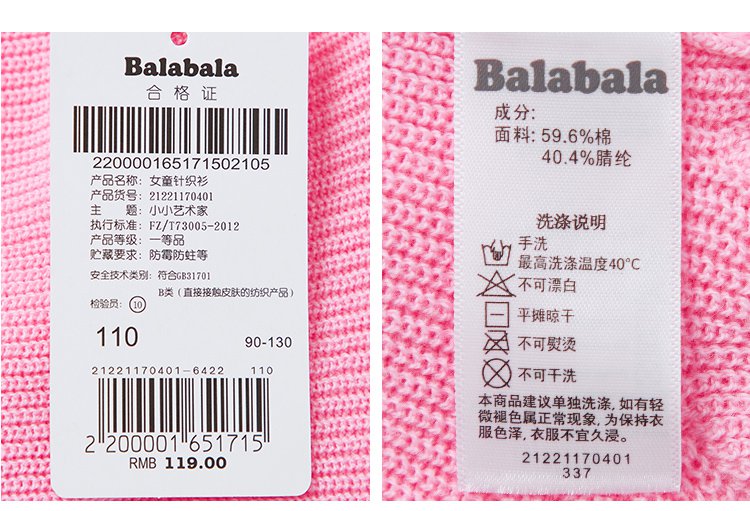 Balabala
合格证
220000165171502105
产品名称: 女童针织衫
产品货号: 21221170401
主 题: 小小艺术家
执行标准: FZ/T73005-2012
产品等级: 一等品
贮藏要求: 防霉防蛀等
安全技术类别: 符合GB31701
B类 (直接接触皮肤的纺织产品)
检验员: 10
110 90-130
21221170401-6422 110
2 200001 651715
RMB 119.00
Balabala
成分:
面料: 59.6%棉
40.4%腈纶
洗涤说明
手洗
最高洗涤温度40°C
不可漂白
平摊晾干
不可熨烫
不可干洗
本商品建议单独洗涤, 如有轻
微褪色属正常现象, 为保持衣
服色泽, 衣服不宜久浸。
21221170401
337